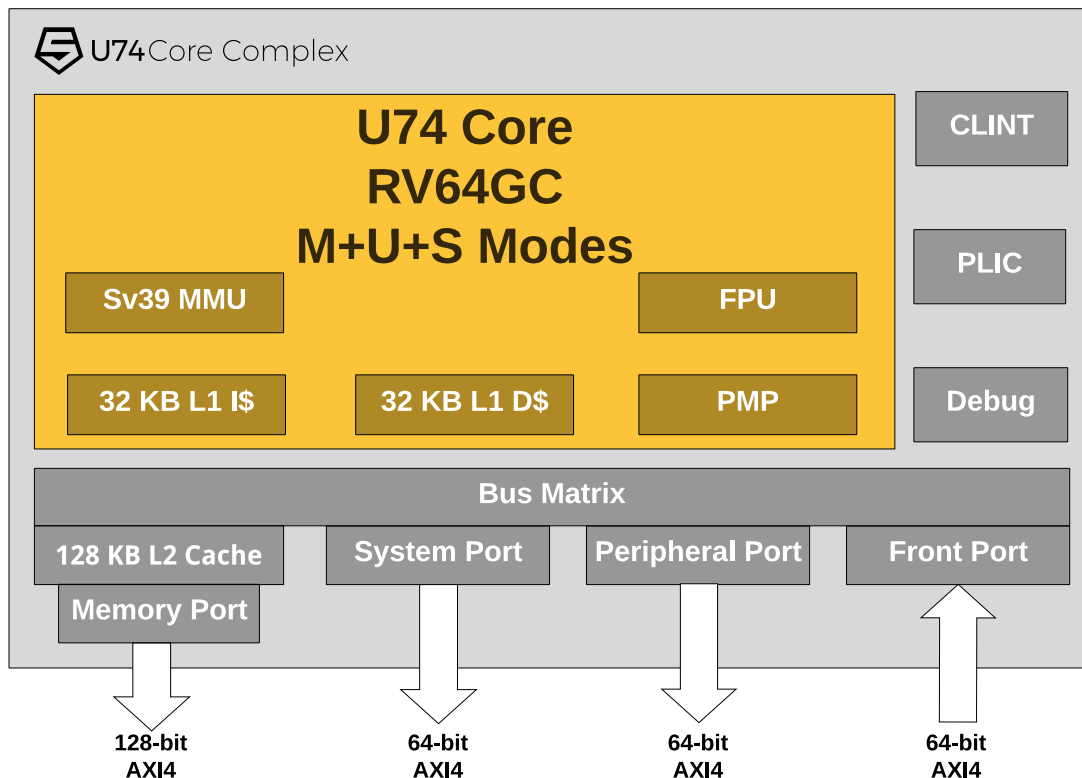 U74 Core Complex
U74 Core
RV64GC
M+U+S Modes
Sv39 MMU
FPU
32 KB L1 I$
32 KB L1 D$
PMP
CLINT
PLIC
Debug
Bus Matrix
128 KB L2 Cache
System Port
Peripheral Port
Front Port
Memory Port
128-bit
AXI4
64-bit
AXI4
64-bit
AXI4
64-bit
AXI4